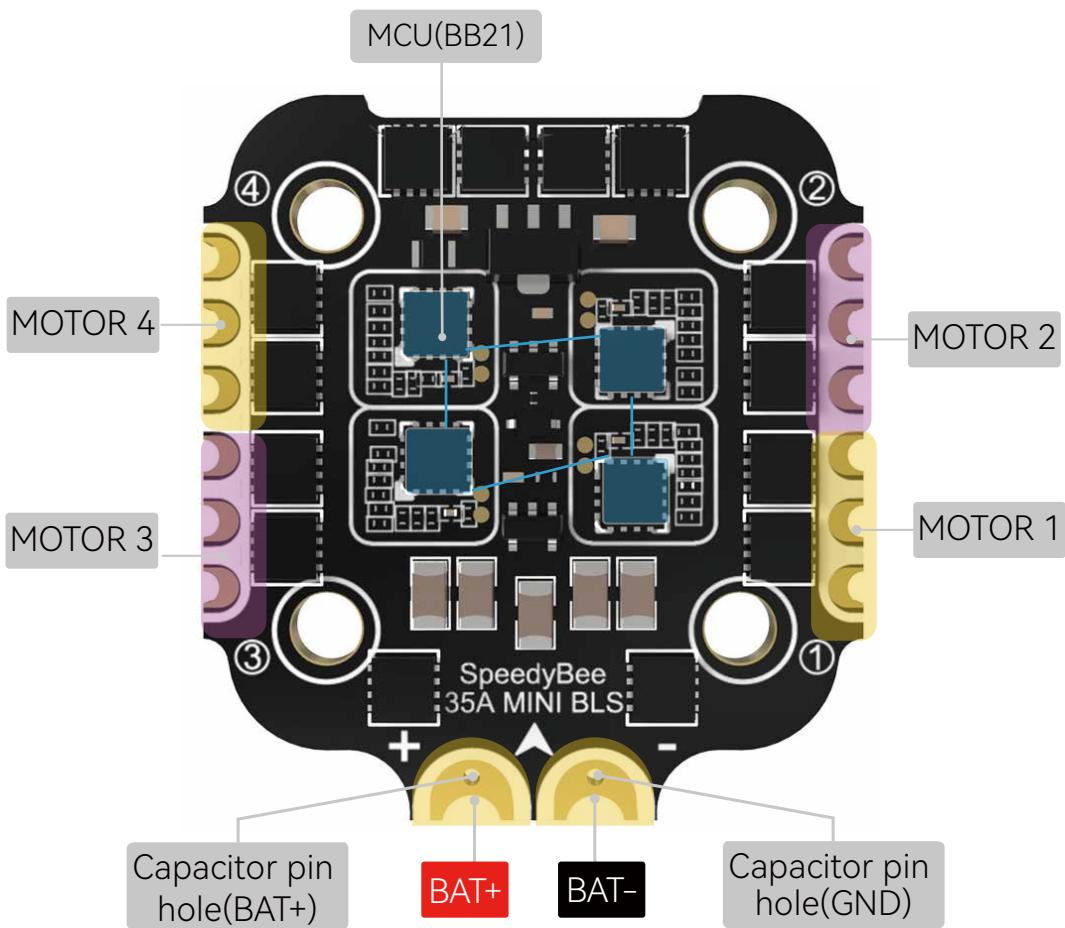 MCU(BB21)
④
②
MOTOR 4
MOTOR 2
MOTOR 3
MOTOR 1
③
①
SpeedyBee
35A MINI BLS
+
-
Capacitor pin
hole(BAT+)
BAT+
BAT-
Capacitor pin
hole(GND)